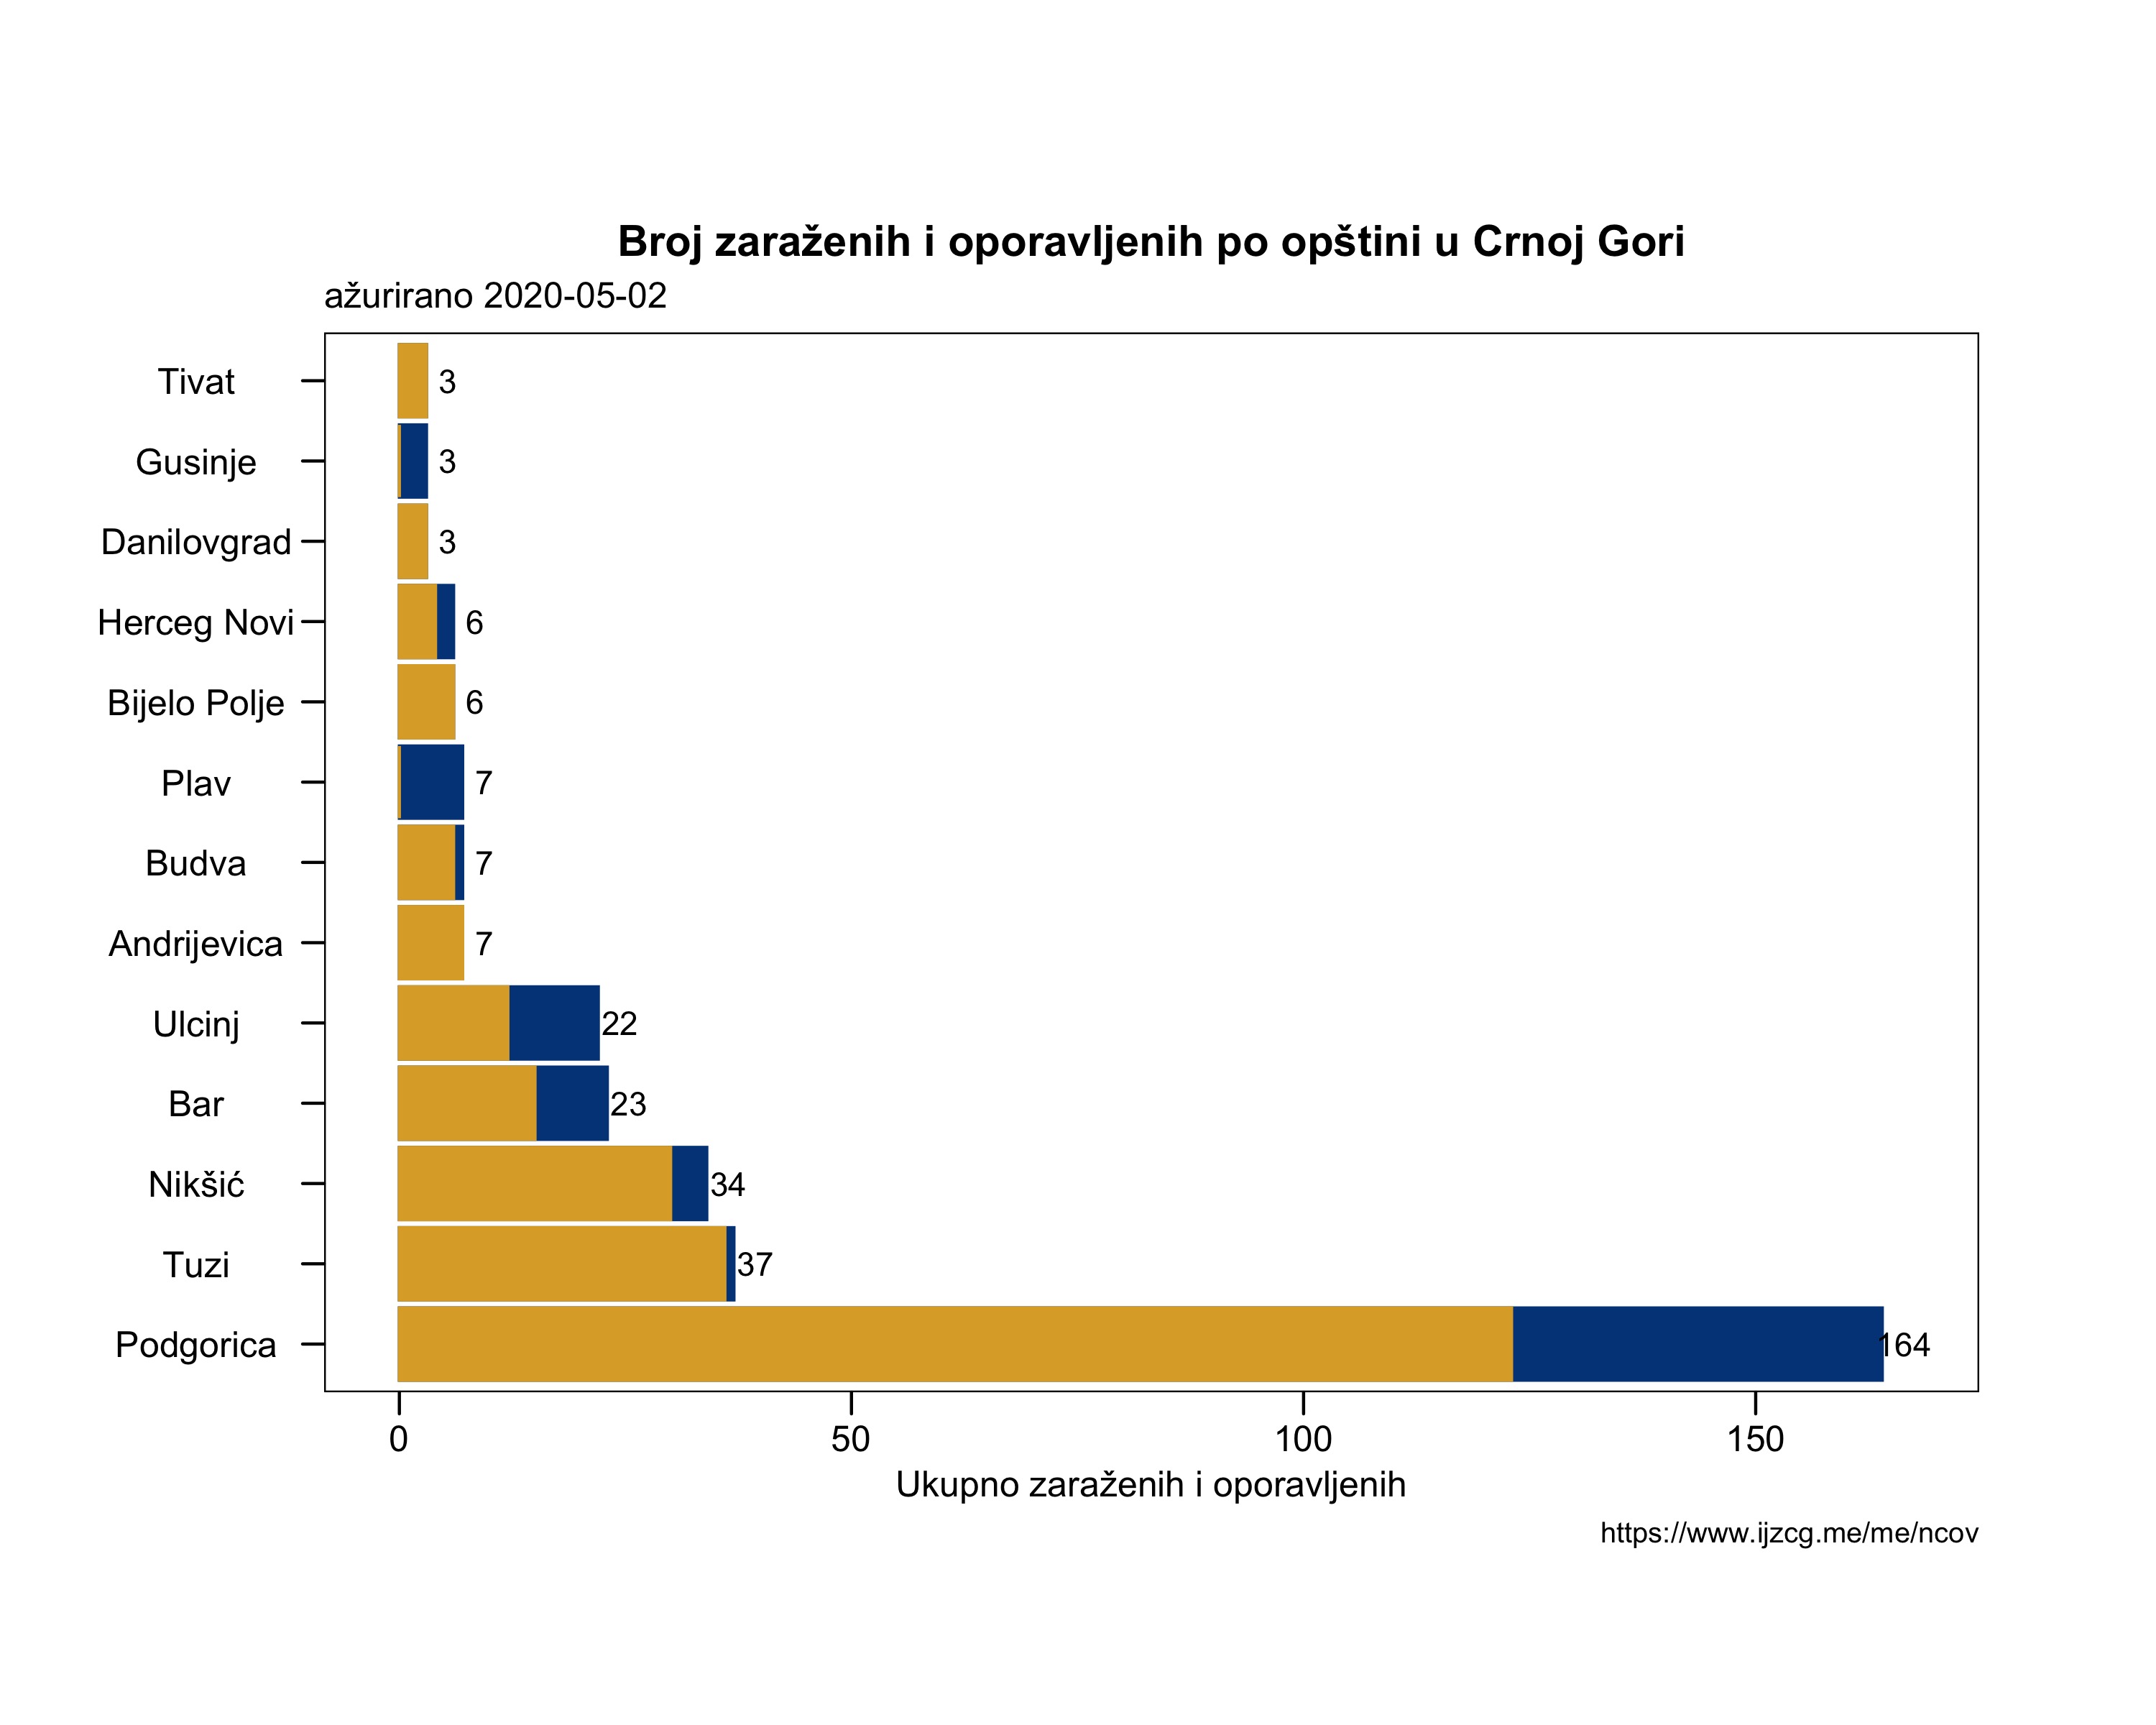 Broj zaraženih i oporavljenih po opštini u Crnoj Gori
ažurirano 2020-05-02
Tivat 3
Gusinje 3
Danilovgrad 3
Herceg Novi 6
Bijelo Polje 6
Plav 7
Budva 7
Andrijevica 7
Ulcinj 22
Bar 23
Nikšić 34
Tuzi 37
Podgorica 164
0 50 100 150
Ukupno zaraženih i oporavljenih
https://www.ijzcg.me/me/ncov